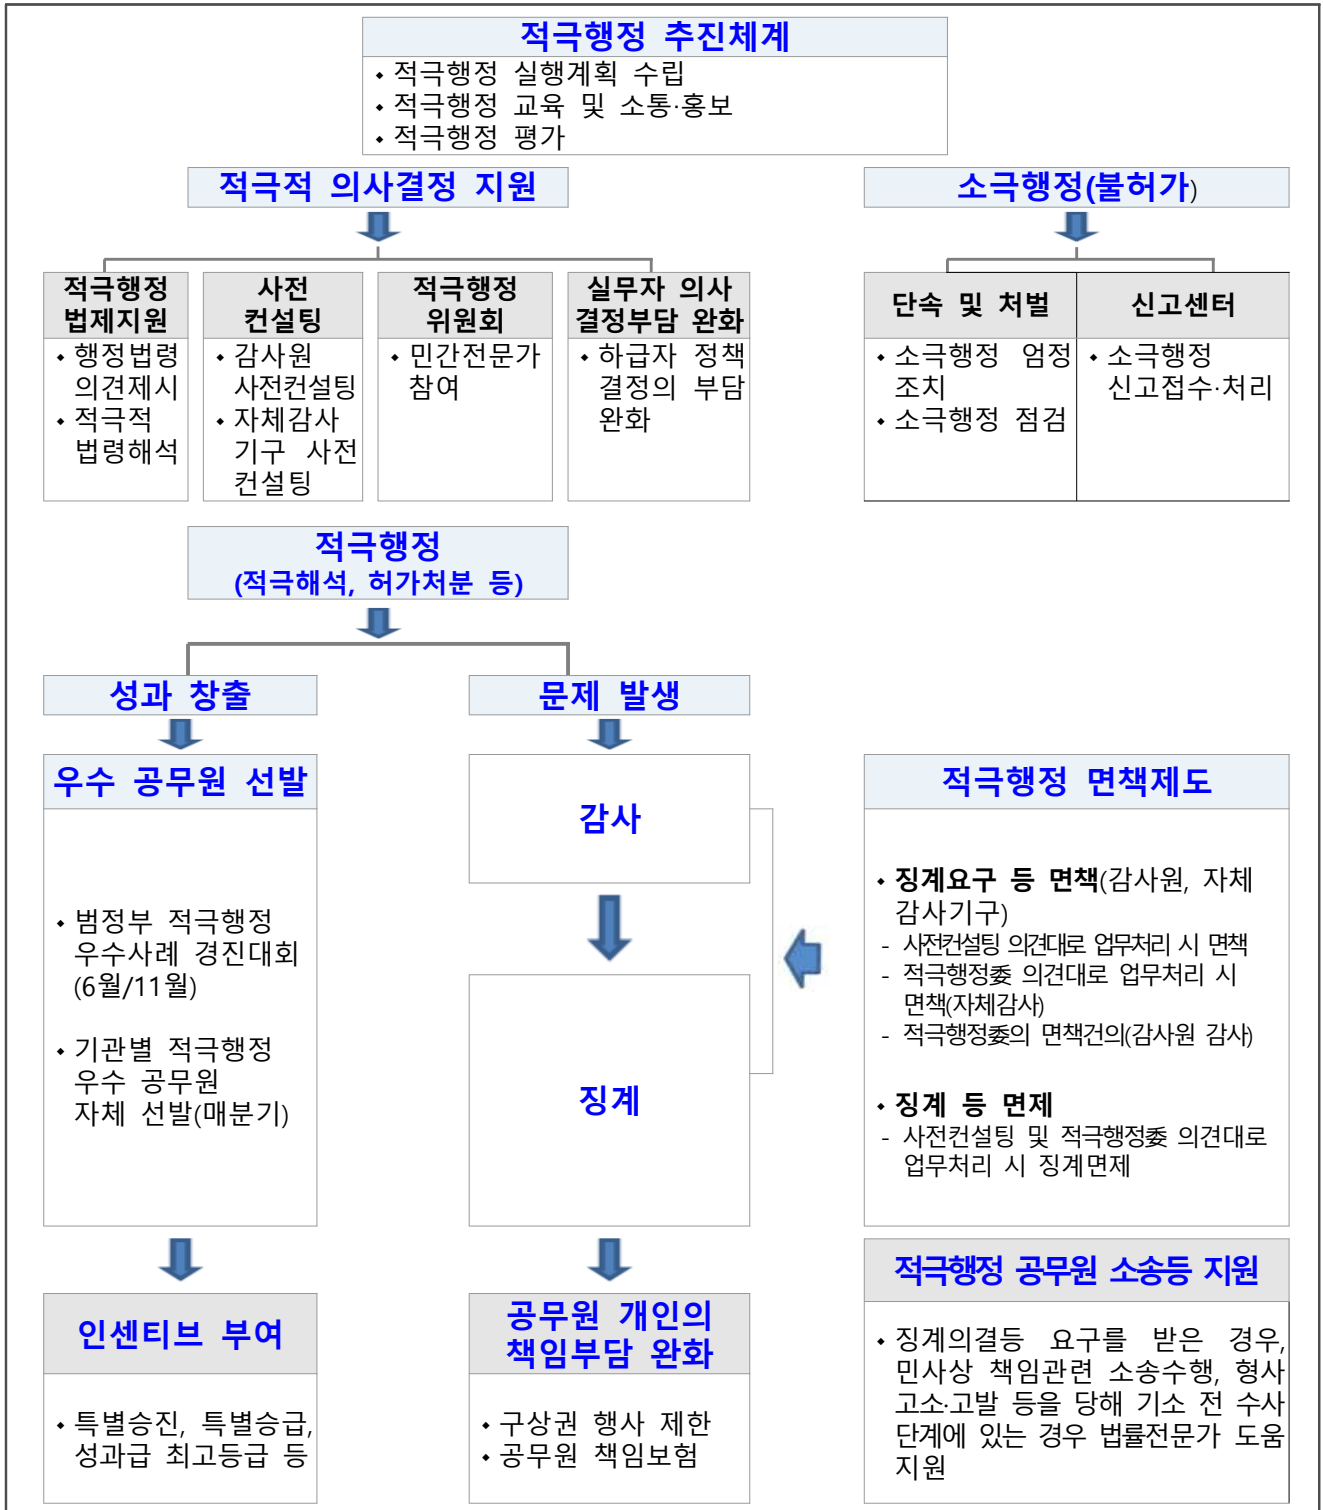 적극행정 추진체계
• 적극행정 실행계획 수립
• 적극행정 교육 및 소통·홍보
• 적극행정 평가
적극적 의사결정 지원
적극행정
법제지원
• 행정법령
의견제시
• 적극적
법령해석
사전
컨설팅
• 감사원
사전컨설팅
• 자체감사
기구 사전
컨설팅
적극행정
위원회
• 민간전문가
참여
실무자 의사
결정부담 완화
• 하급자 정책
결정의 부담
완화
소극행정(불허가)
단속 및 처벌
• 소극행정 엄정
조치
• 소극행정 점검
신고센터
• 소극행정
신고접수·처리
적극행정
(적극해석, 허가처분 등)
성과 창출
우수 공무원 선발
• 범정부 적극행정
우수사례 경진대회
(6월/11월)
• 기관별 적극행정
우수 공무원
자체 선발(매분기)
인센티브 부여
• 특별승진, 특별승급,
성과급 최고등급 등
문제 발생
감사
징계
공무원 개인의
책임부담 완화
• 구상권 행사 제한
• 공무원 책임보험
적극행정 면책제도
• 징계요구 등 면책(감사원, 자체
감사기구)
- 사전컨설팅 의견대로 업무처리 시 면책
- 적극행정委 의견대로 업무처리 시
면책(자체감사)
- 적극행정委의 면책건의(감사원 감사)
• 징계 등 면제
- 사전컨설팅 및 적극행정委 의견대로
업무처리 시 징계면제
적극행정 공무원 소송등 지원
• 징계의결등 요구를 받은 경우,
민사상 책임관련 소송수행, 형사
고소·고발 등을 당해 기소 전 수사
단계에 있는 경우 법률전문가 도움
지원